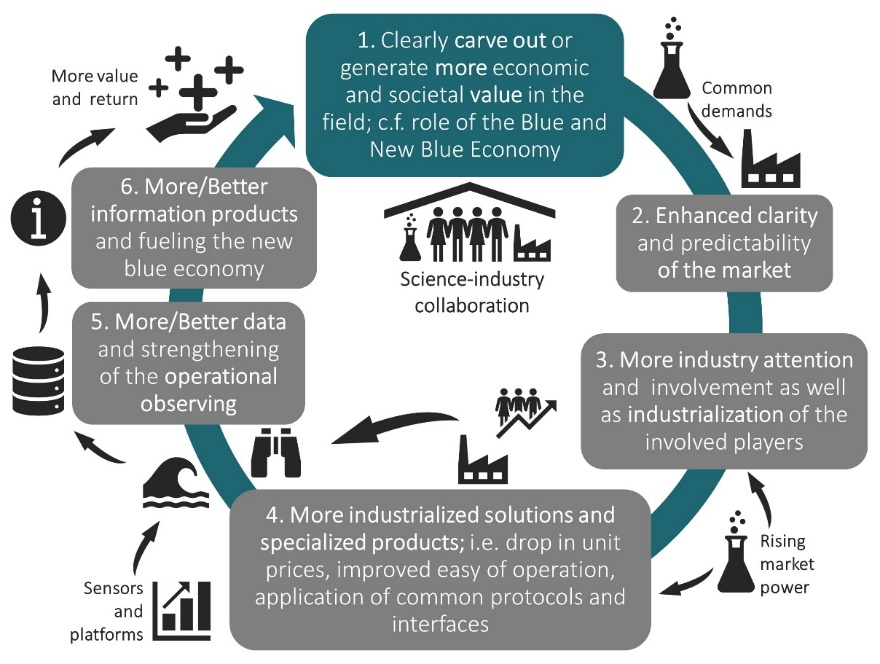 1. Clearly carve out or
generate more economic
and societal value in the
field; c.f. role of the Blue and
New Blue Economy
Common
demands
2. Enhanced clarity
and predictability
of the market
3. More industry attention
and involvement as well
as industrialization of the
involved players
Rising
market
power
4. More industrialized solutions and
specialized products; i.e. drop in unit
prices, improved easy of operation,
application of common protocols and
interfaces
Sensors
and
platforms
5. More/Better data
and strengthening
of the operational
observing
6. More/Better
information products
and fueling the new
blue economy
More value
and return
Science-industry
collaboration